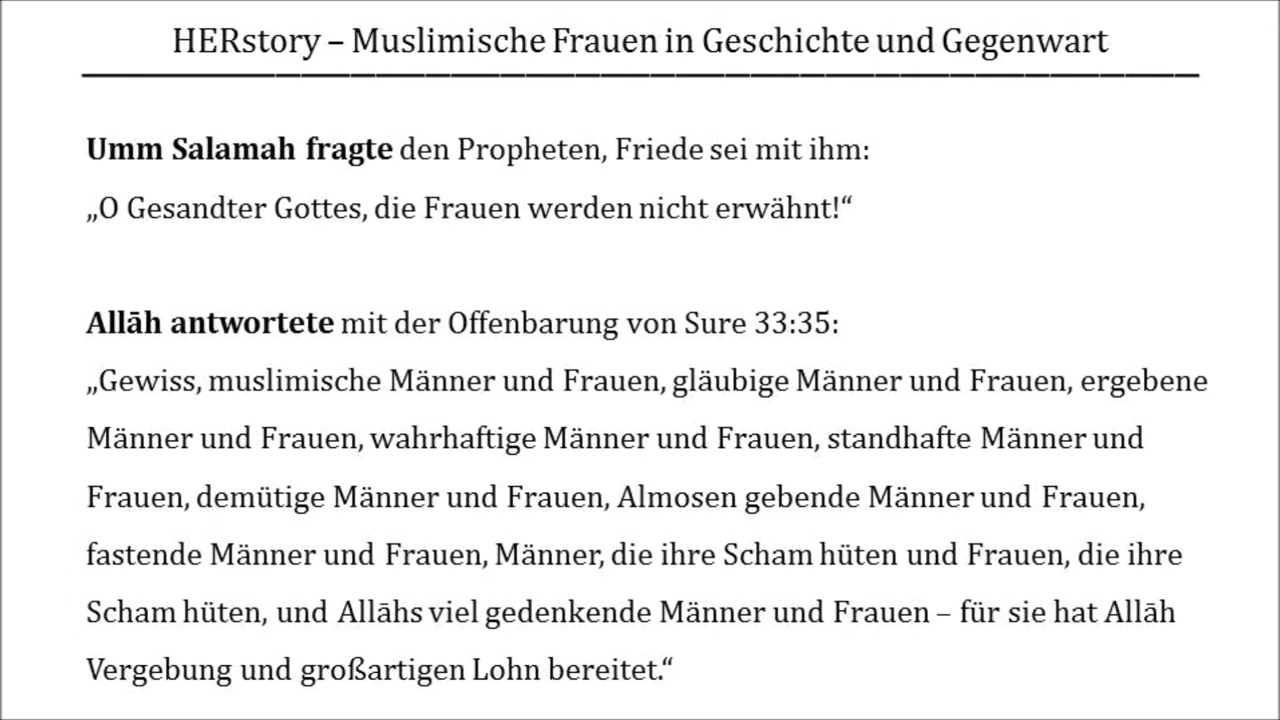 HERstory – Muslimische Frauen in Geschichte und Gegenwart
Umm Salamah fragte den Propheten, Friede sei mit ihm:
„O Gesandter Gottes, die Frauen werden nicht erwähnt!“
Allāh antwortete mit der Offenbarung von Sure 33:35:
„Gewiss, muslimische Männer und Frauen, gläubige Männer und Frauen, ergebene
Männer und Frauen, wahrhaftige Männer und Frauen, standhafte Männer und
Frauen, demütige Männer und Frauen, Almosen gebende Männer und Frauen,
fastende Männer und Frauen, Männer, die ihre Scham hüten und Frauen, die ihre
Scham hüten, und Allāhs viel gedenkende Männer und Frauen – für sie hat Allāh
Vergebung und großartigen Lohn bereitet.“